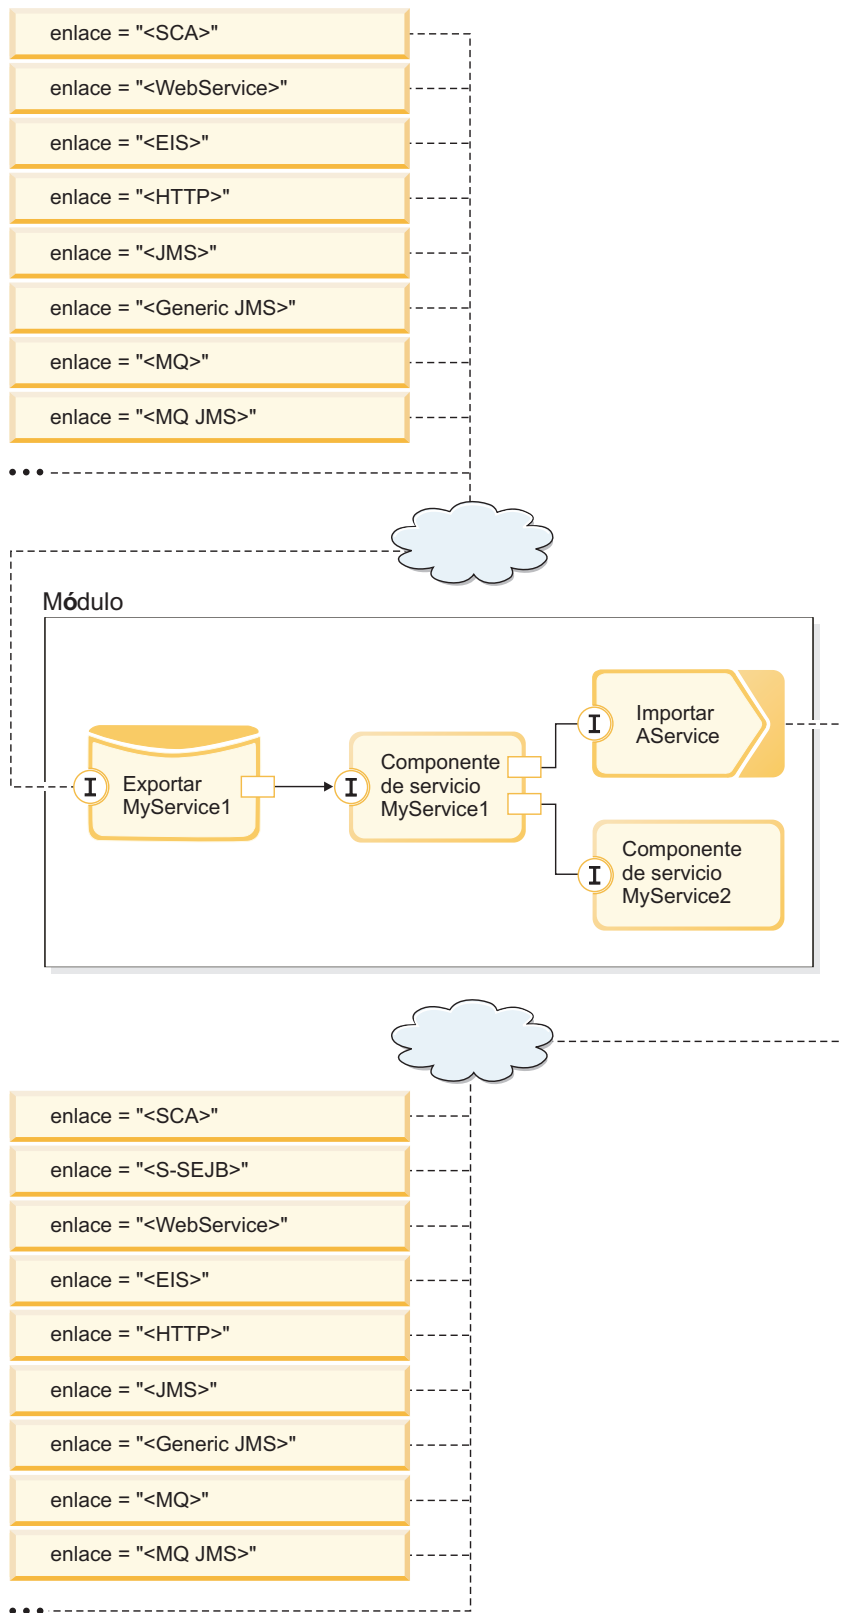 enlace = "<SCA>"
enlace = "<WebService>"
enlace = "<EIS>"
enlace = "<HTTP>"
enlace = "<JMS>"
enlace = "<Generic JMS>"
enlace = "<MQ>"
enlace = "<MQ JMS>"
•••
Módulo
I
Exportar
MyService1
I
Componente
de servicio
MyService1
I
Importar
AService
I
Componente
de servicio
MyService2
enlace = "<SCA>"
enlace = "<S-SEJB>"
enlace = "<WebService>"
enlace = "<EIS>"
enlace = "<HTTP>"
enlace = "<JMS>"
enlace = "<Generic JMS>"
enlace = "<MQ>"
enlace = "<MQ JMS>"
•••